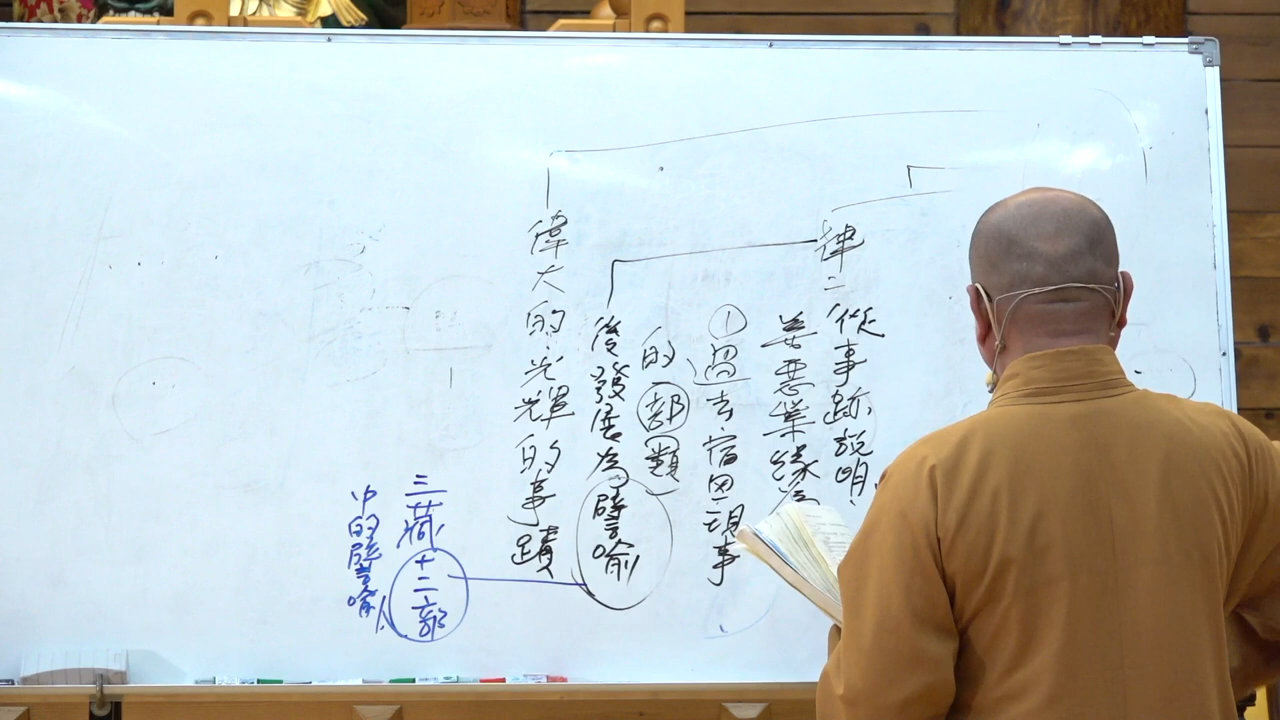 律二從事跡說明
善惡業緣
①過去宿因現事
的部類
後發展為譬喻
偉大的光輝的事蹟
三藏十二部
中的譬喻